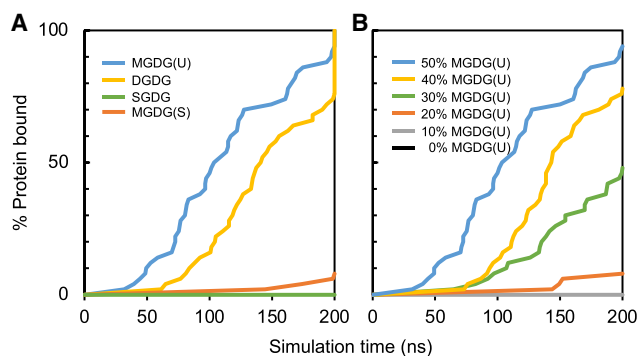 A
B
% Protein bound
100
50
0
MGDG(U)
DGDG
SGDG
MGDG(S)
0 50 100 150 200
50% MGDG(U)
40% MGDG(U)
30% MGDG(U)
20% MGDG(U)
10% MGDG(U)
0% MGDG(U)
0 50 100 150 200
Simulation time (ns)